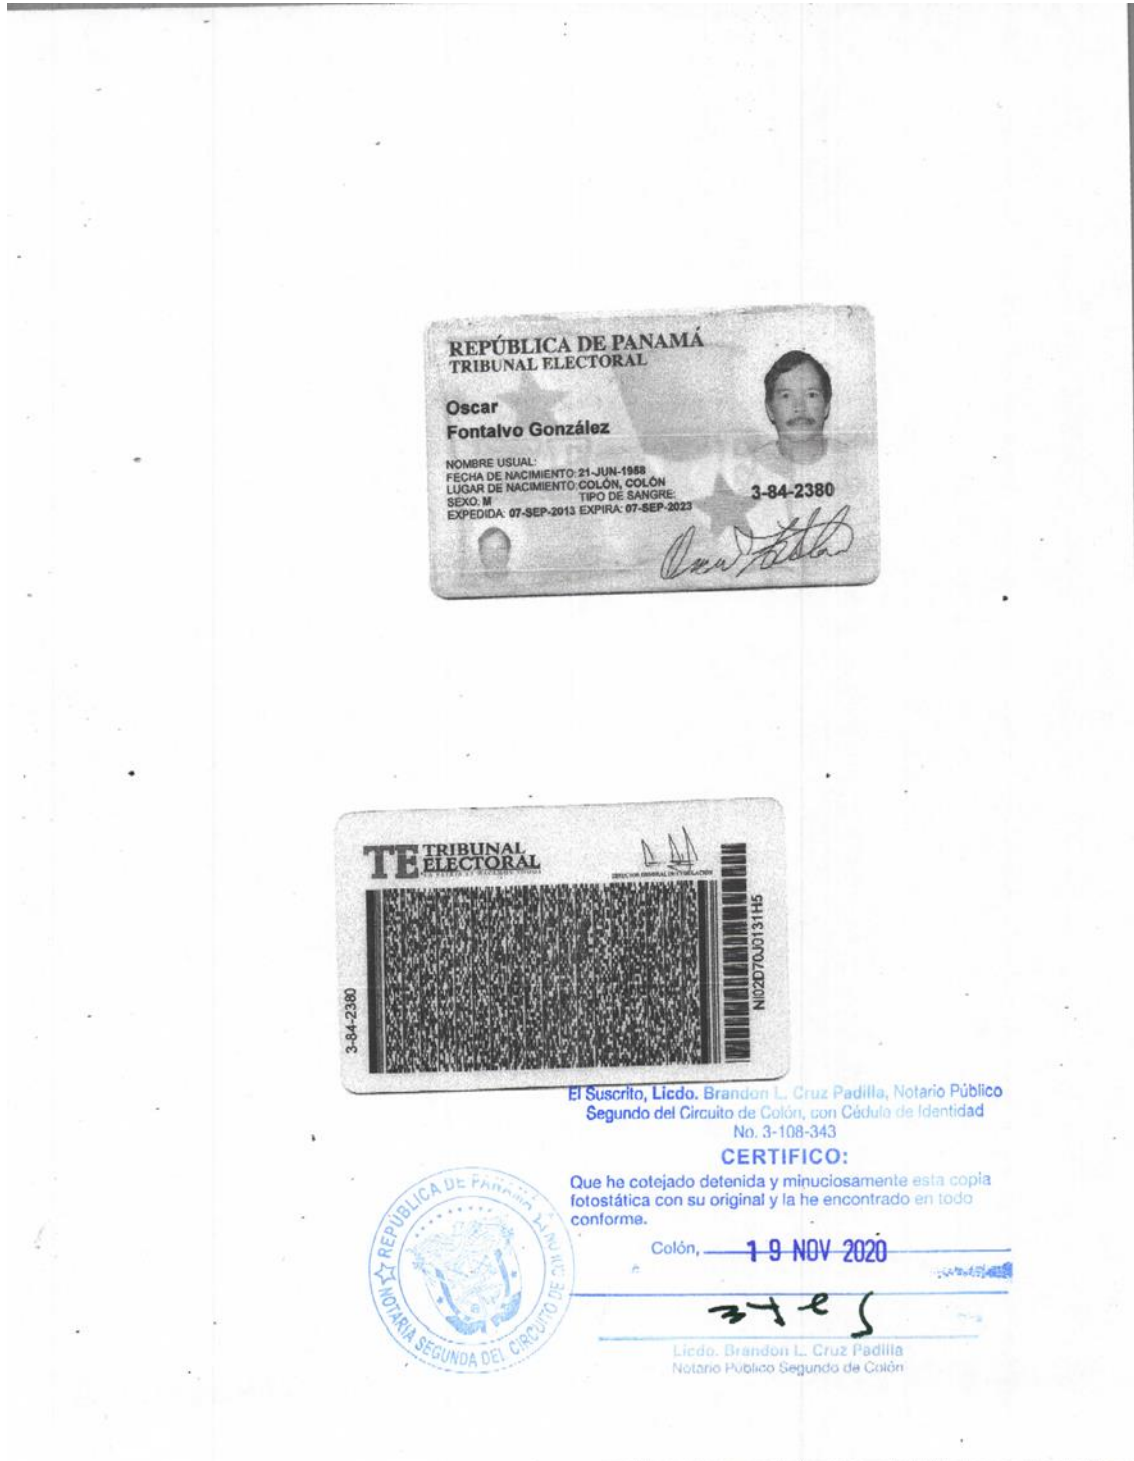 REPÚBLICA DE PANAMÁ
TRIBUNAL ELECTORAL
Oscar
Fontalvo González
NOMBRE USUAL:
FECHA DE NACIMIENTO: 21-JUN-1958
LUGAR DE NACIMIENTO: COLÓN, COLÓN
SEXO: M TIPO DE SANGRE:
EXPEDIDA: 07-SEP-2013 EXPIRA: 07-SEP-2023
3-84-2380
TE TRIBUNAL
ELECTORAL
3-84-2380
NI02D70J0131H5
El Suscrito, Licdo. Brandon L. Cruz Padilla, Notario Público
Segundo del Circuito de Colón, con Cédula de Identidad
No. 3-108-343
CERTIFICO:
Que he cotejado detenida y minuciosamente esta copia
fotostática con su original y la he encontrado en todo
conforme.
Colón, 19 NOV 2020
Licdo. Brandon L. Cruz Padilla
Notario Público Segundo de Colón
REPÚBLICA DE PANAMÁ
NOTARIA SEGUNDA DEL CIRCUITO DE COLÓN